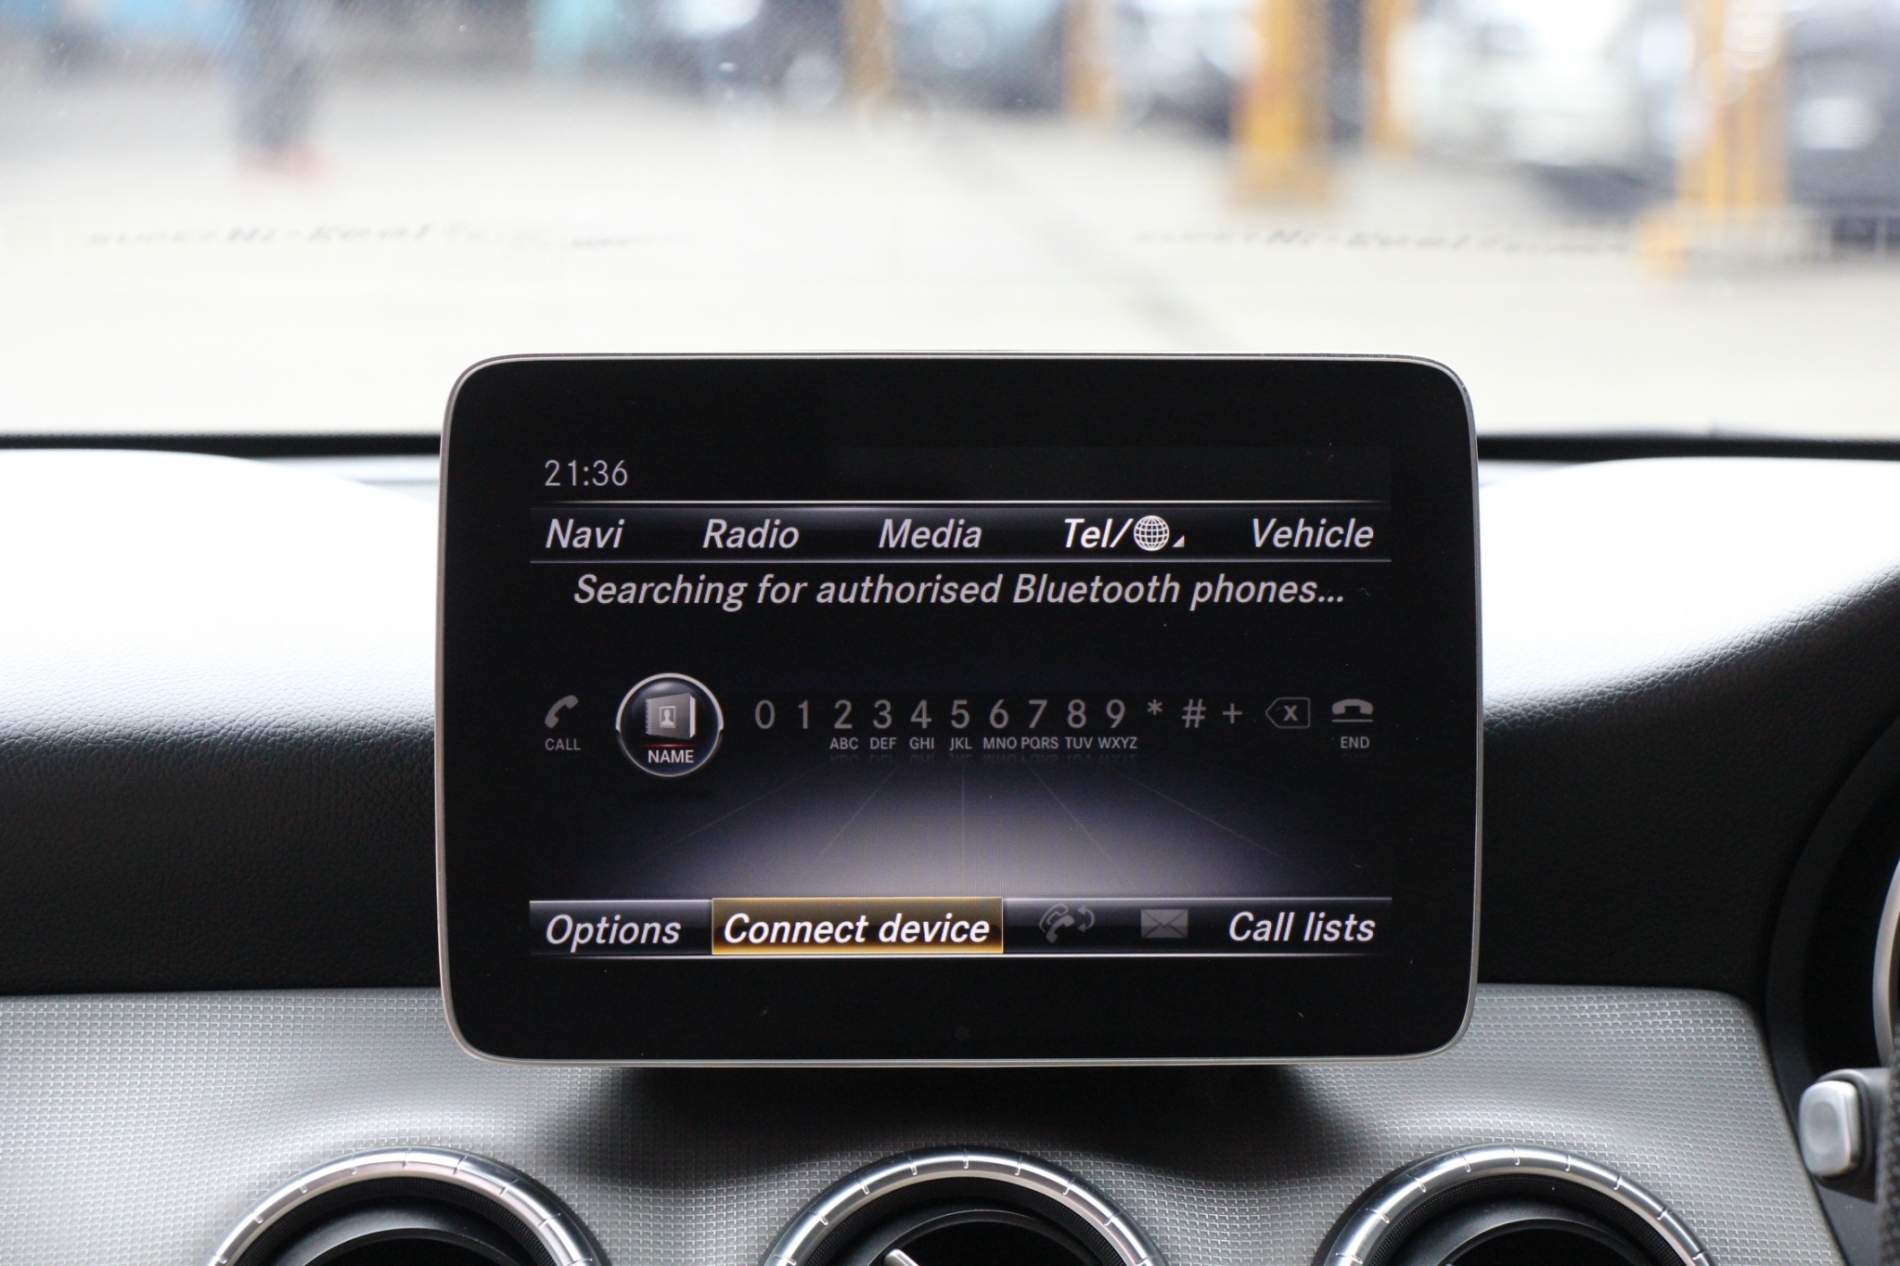 21:36
Navi Radio Media Tel/ Vehicle
Searching for authorised Bluetooth phones...
0 1 2 3 4 5 6 7 8 9 * # + X
CALL NAME ABC DEF GHI JKL MNO PQRS TUV WXYZ END
Options Connect device Call lists